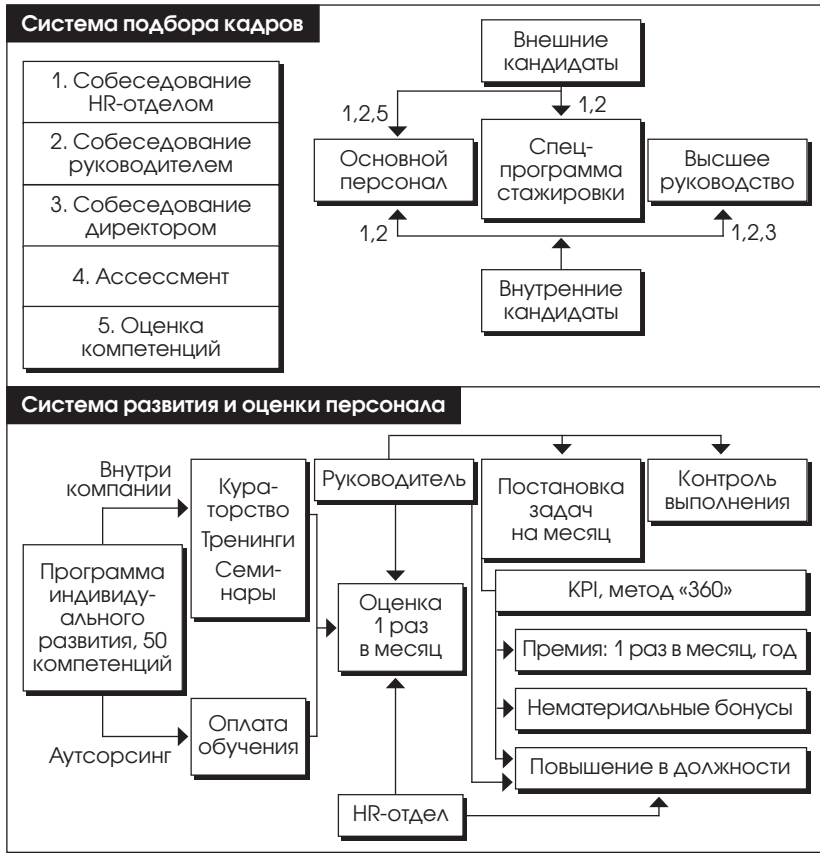 Система подбора кадров
1. Собеседование
HR-отделом
2. Собеседование
руководителем
3. Собеседование
директором
4. Ассессмент
5. Оценка
компетенций
Внешние
кандидаты
1,2,5
1,2
Основной
персонал
Спец-
программа
стажировки
Высшее
руководство
1,2
1,2,3
Внутренние
кандидаты
Система развития и оценки персонала
Внутри
компании
Программа
индивиду-
ального
развития, 50
компетенций
Аутсорсинг
Кура-
торство
Тренинги
Семи-
нары
Оплата
обучения
Руководитель
Оценка
1 раз
в месяц
HR-отдел
Постановка
задач
на месяц
Контроль
выполнения
KPI, метод «360»
Премия: 1 раз в месяц, год
Нематериальные бонусы
Повышение в должности